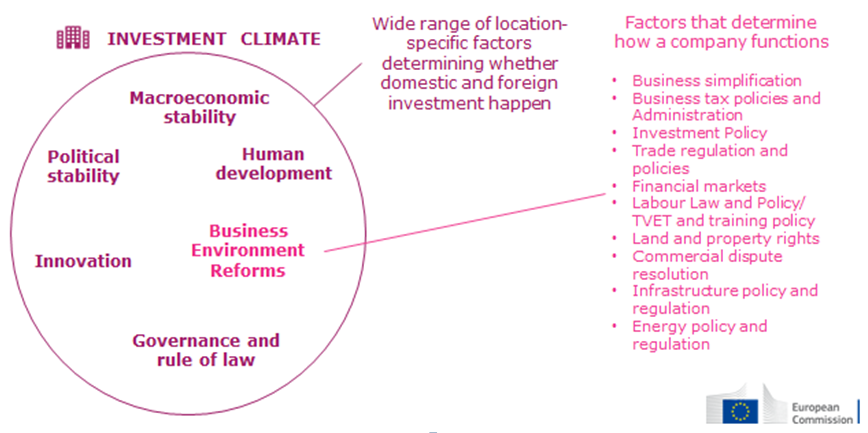 INVESTMENT CLIMATE
Macroeconomic
stability
Political
stability
Human
development
Business
Environment
Reforms
Innovation
Governance and
rule of law
Wide range of location-
specific factors
determining whether
domestic and foreign
investment happen
Factors that determine
how a company functions
• Business simplification
• Business tax policies and
Administration
• Investment Policy
• Trade regulation and
policies
• Financial markets
• Labour Law and Policy/
TVET and training policy
• Land and property rights
• Commercial dispute
resolution
• Infrastructure policy and
regulation
• Energy policy and
regulation
European
Commission